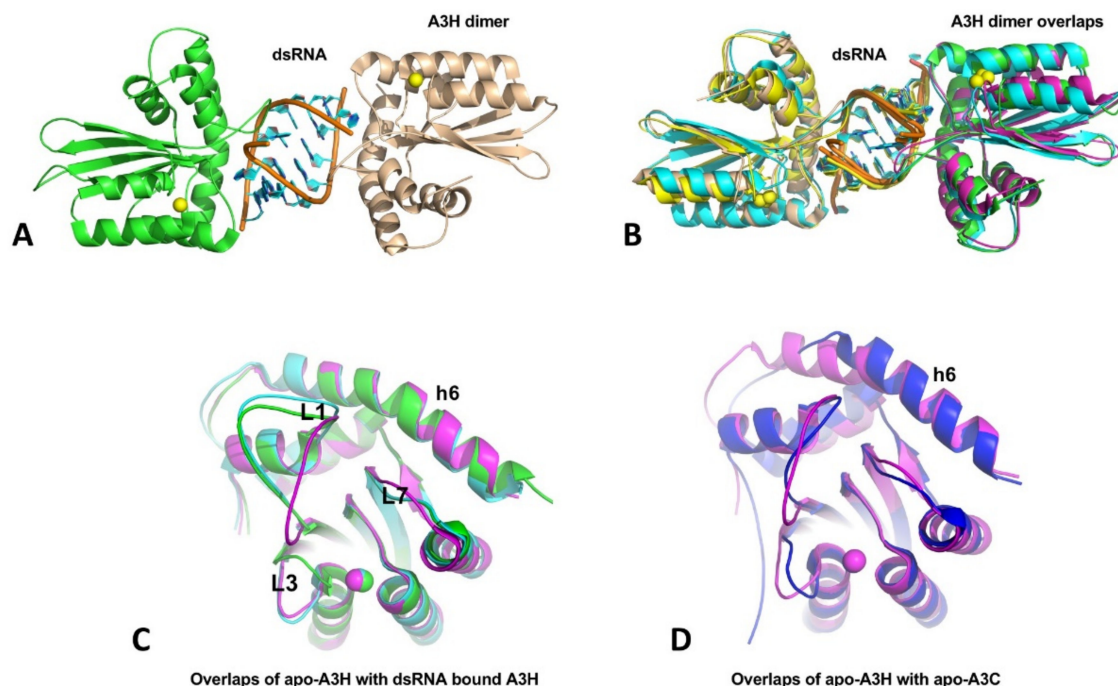 A3H dimer
dsRNA
A
A3H dimer overlaps
dsRNA
B
h6
L1
L7
L3
C
Overlaps of apo-A3H with dsRNA bound A3H
h6
D
Overlaps of apo-A3H with apo-A3C